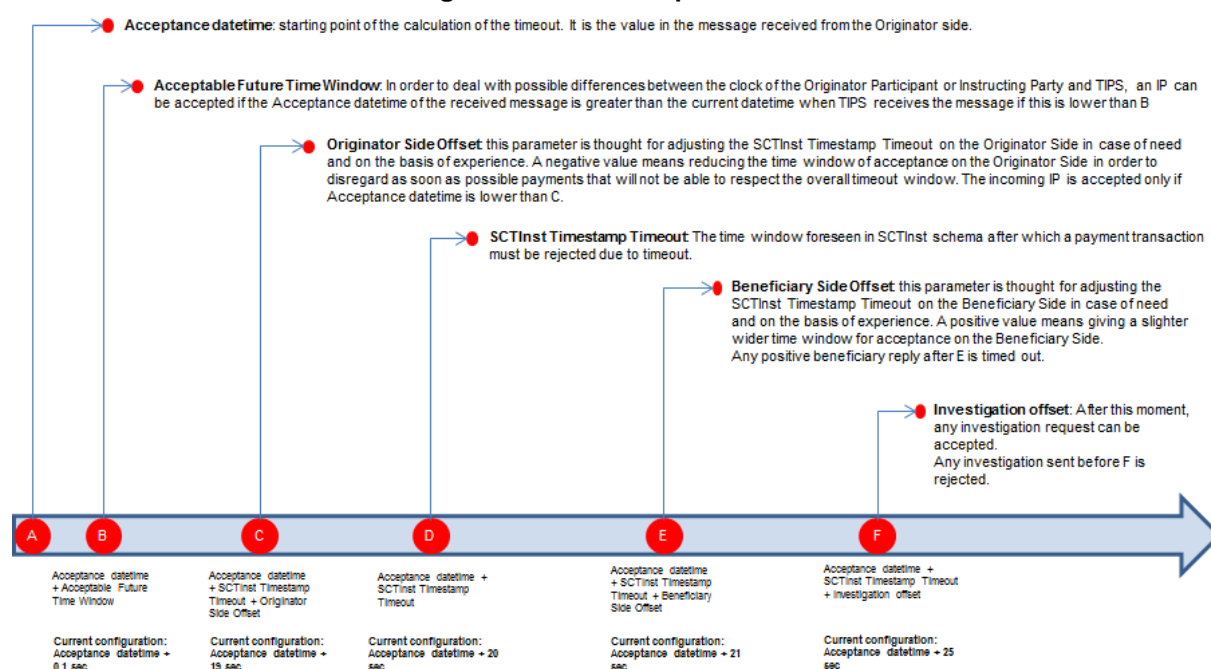 Acceptance datetime: starting point of the calculation of the timeout. It is the value in the message received from the Originator side.
Acceptable Future Time Window: In order to deal with possible differences between the clock of the Originator Participant or Instructing Party and TIPS, an IP can
be accepted if the Acceptance datetime of the received message is greater than the current datetime when TIPS receives the message if this is lower than B
Originator Side Offset: this parameter is thought for adjusting the SCTInst Timestamp Timeout on the Originator Side in case of need
and on the basis of experience. A negative value means reducing the time window of acceptance on the Originator Side in order to
disregard as soon as possible payments that will not be able to respect the overall timeout window. The incoming IP is accepted only if
Acceptance datetime is lower than C.
SCTInst Timestamp Timeout: The time window foreseen in SCTInst schema after which a payment transaction
must be rejected due to timeout.
Beneficiary Side Offset: this parameter is thought for adjusting the
SCTInst Timestamp Timeout on the Beneficiary Side in case of need
and on the basis of experience. A positive value means giving a slighter
wider time window for acceptance on the Beneficiary Side.
Any positive beneficiary reply after E is timed out.
Investigation offset: After this moment,
any investigation request can be
accepted.
Any investigation sent before F is
rejected.
A
B
C
D
E
F
Acceptance datetime
+ Acceptable Future
Time Window
Current configuration:
Acceptance datetime +
0.1 sec
Acceptance datetime
+ SCTInst Timestamp
Timeout + Originator
Side Offset
Current configuration:
Acceptance datetime +
19 sec
Acceptance datetime +
SCTInst Timestamp
Timeout
Current configuration:
Acceptance datetime + 20
sec
Acceptance datetime
+ SCTInst Timestamp
Timeout + Beneficiary
Side Offset
Current configuration:
Acceptance datetime + 21
sec
Acceptance datetime +
SCTInst Timestamp Timeout
+ Investigation offset
Current configuration:
Acceptance datetime + 25
sec